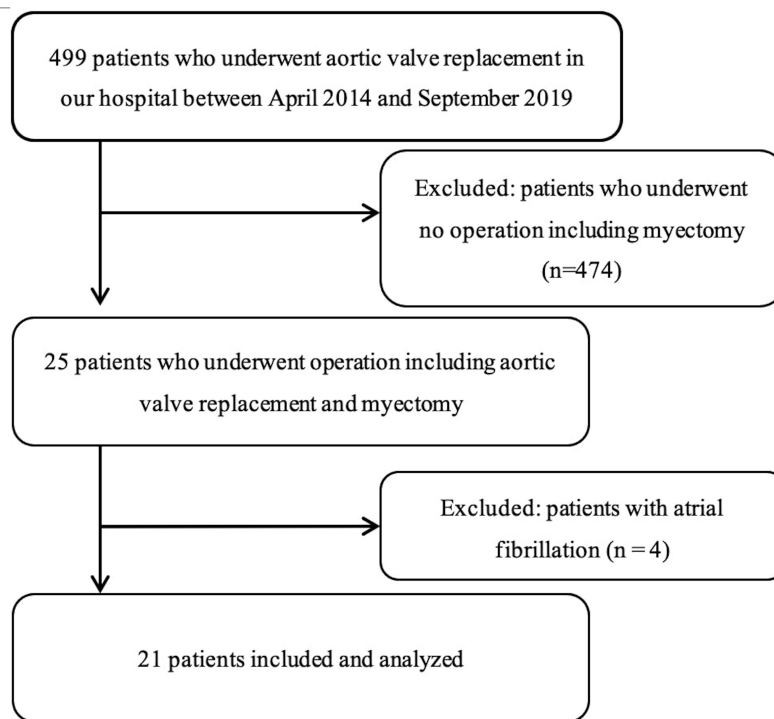 499 patients who underwent aortic valve replacement in
our hospital between April 2014 and September 2019
Excluded: patients who underwent
no operation including myectomy
(n=474)
25 patients who underwent operation including aortic
valve replacement and myectomy
Excluded: patients with atrial
fibrillation (n = 4)
21 patients included and analyzed